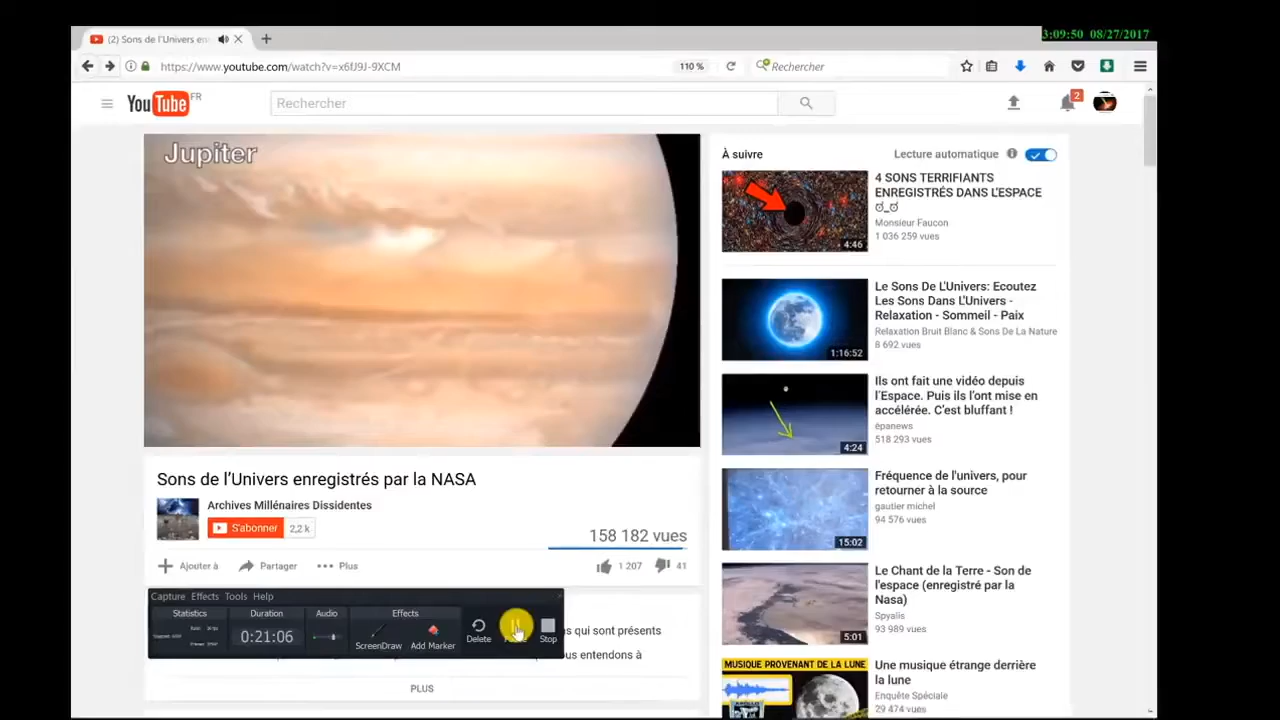 (2) Sons de l'Univers en
3:09:50 08/27/2017
https://www.youtube.com/watch?v=x6fJ9J-9XCM
110 %
Rechercher
YouTube FR
Rechercher
2
Jupiter
À suivre
Lecture automatique
4 SONS TERRIFIANTS
ENREGISTRÉS DANS L'ESPACE
ಠ_ಠ
Monsieur Faucon
1 036 259 vues
4:46
Le Sons De L'Univers: Ecoutez
Les Sons Dans L'Univers -
Relaxation - Sommeil - Paix
Relaxation Bruit Blanc & Sons De La Nature
8 692 vues
1:16:52
Ils ont fait une vidéo depuis
l'Espace. Puis ils l'ont mise en
accélérée. C'est bluffant !
épanews
518 293 vues
4:24
Fréquence de l'univers, pour
retourner à la source
gautier michel
94 576 vues
15:02
Le Chant de la Terre - Son de
l'espace (enregistré par la
Nasa)
Spyalis
93 989 vues
5:01
MUSIQUE PROVENANT DE LA LUNE
Une musique étrange derrière
la lune
Enquête Spéciale
29 474 vues
Sons de l'Univers enregistrés par la NASA
Archives Millénaires Dissidentes
S'abonner 2,2 k
158 182 vues
Ajouter à Partager Plus
1 207 41
Capture Effects Tools Help
Statistics Duration Audio Effects
0:21:06
ScreenDraw Add Marker Delete Stop
ns qui sont présents
ous entendons à
PLUS